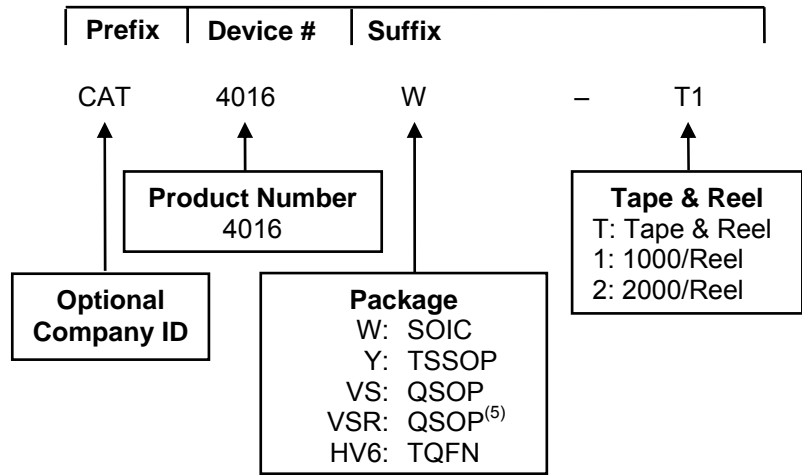 Prefix Device # Suffix
CAT 4016 W – T1
Product Number
4016
Tape & Reel
T: Tape & Reel
1: 1000/Reel
2: 2000/Reel
Optional
Company ID
Package
W: SOIC
Y: TSSOP
VS: QSOP
VSR: QSOP(5)
HV6: TQFN